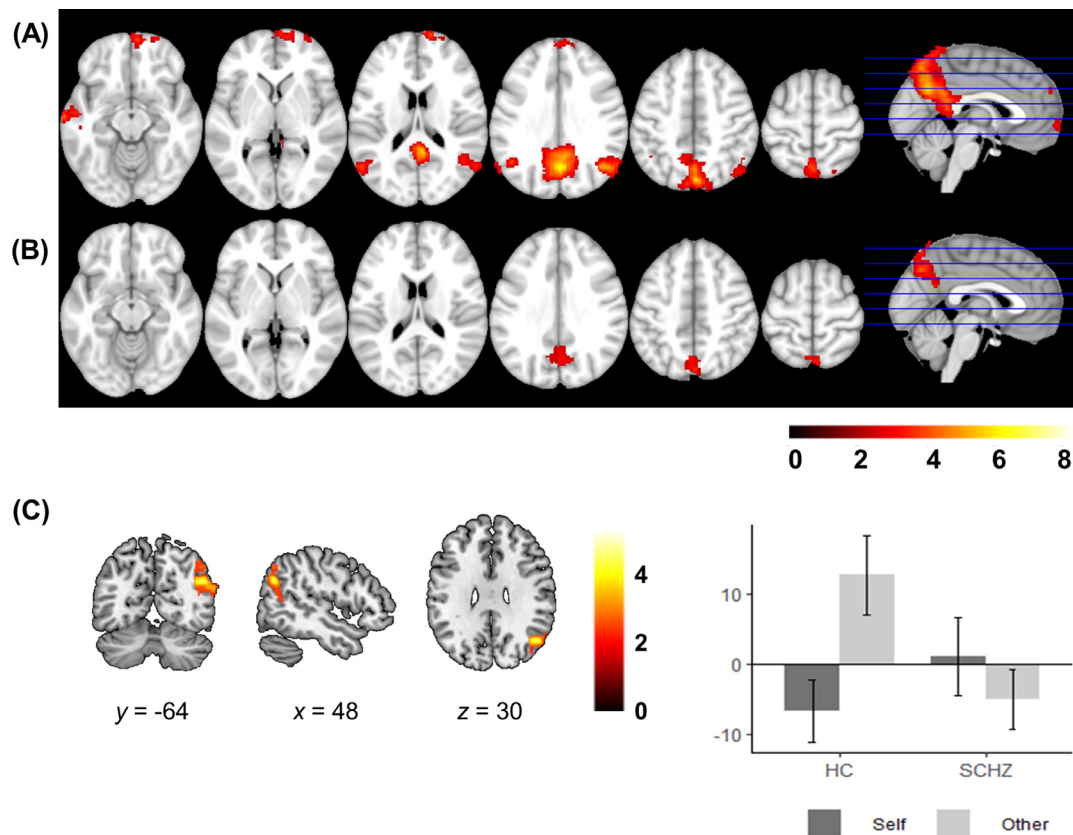 (A)
(B)
0 2 4 6 8
(C)
4
2
0
y = -64 x = 48 z = 30
10
0
-10
HC SCHZ
Self Other